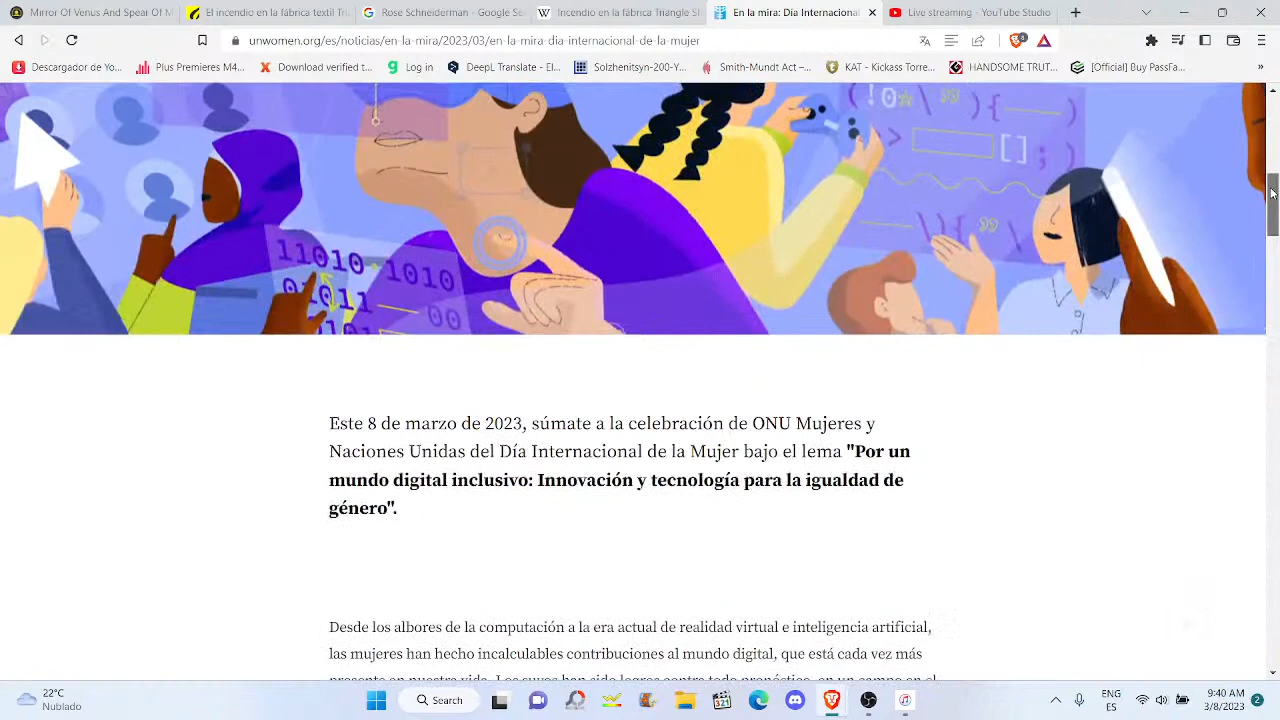 Mirror Of Venus And Spear Of M
El incendio en la fábrica textil Tri
Rose Schneiderman - Google Se
Incendio en la fábrica Triangle S
En la mira: Día Internacional
Live streaming - YouTube Studio
unwomen.org/es/noticias/en-la-mira/2023/03/en-la-mira-dia-internacional-de-la-mujer
Descargador de Yo...
Plus Premieres M4...
Download verified t...
Log in
DeepL Translate - El...
Solzhenitsyn-200-Y...
Smith-Mundt Act –...
KAT - Kickass Torre...
HANDSOME TRUT...
[Official] Buy PassFa...
11010 1010
01011 00
101
Este 8 de marzo de 2023, súmate a la celebración de ONU Mujeres y
Naciones Unidas del Día Internacional de la Mujer bajo el lema "Por un
mundo digital inclusivo: Innovación y tecnología para la igualdad de
género".
Desde los albores de la computación a la era actual de realidad virtual e inteligencia artificial,
las mujeres han hecho incalculables contribuciones al mundo digital, que está cada vez más
22°C
Nublado
Search
321
ENG
ES
9:40 AM
3/8/2023